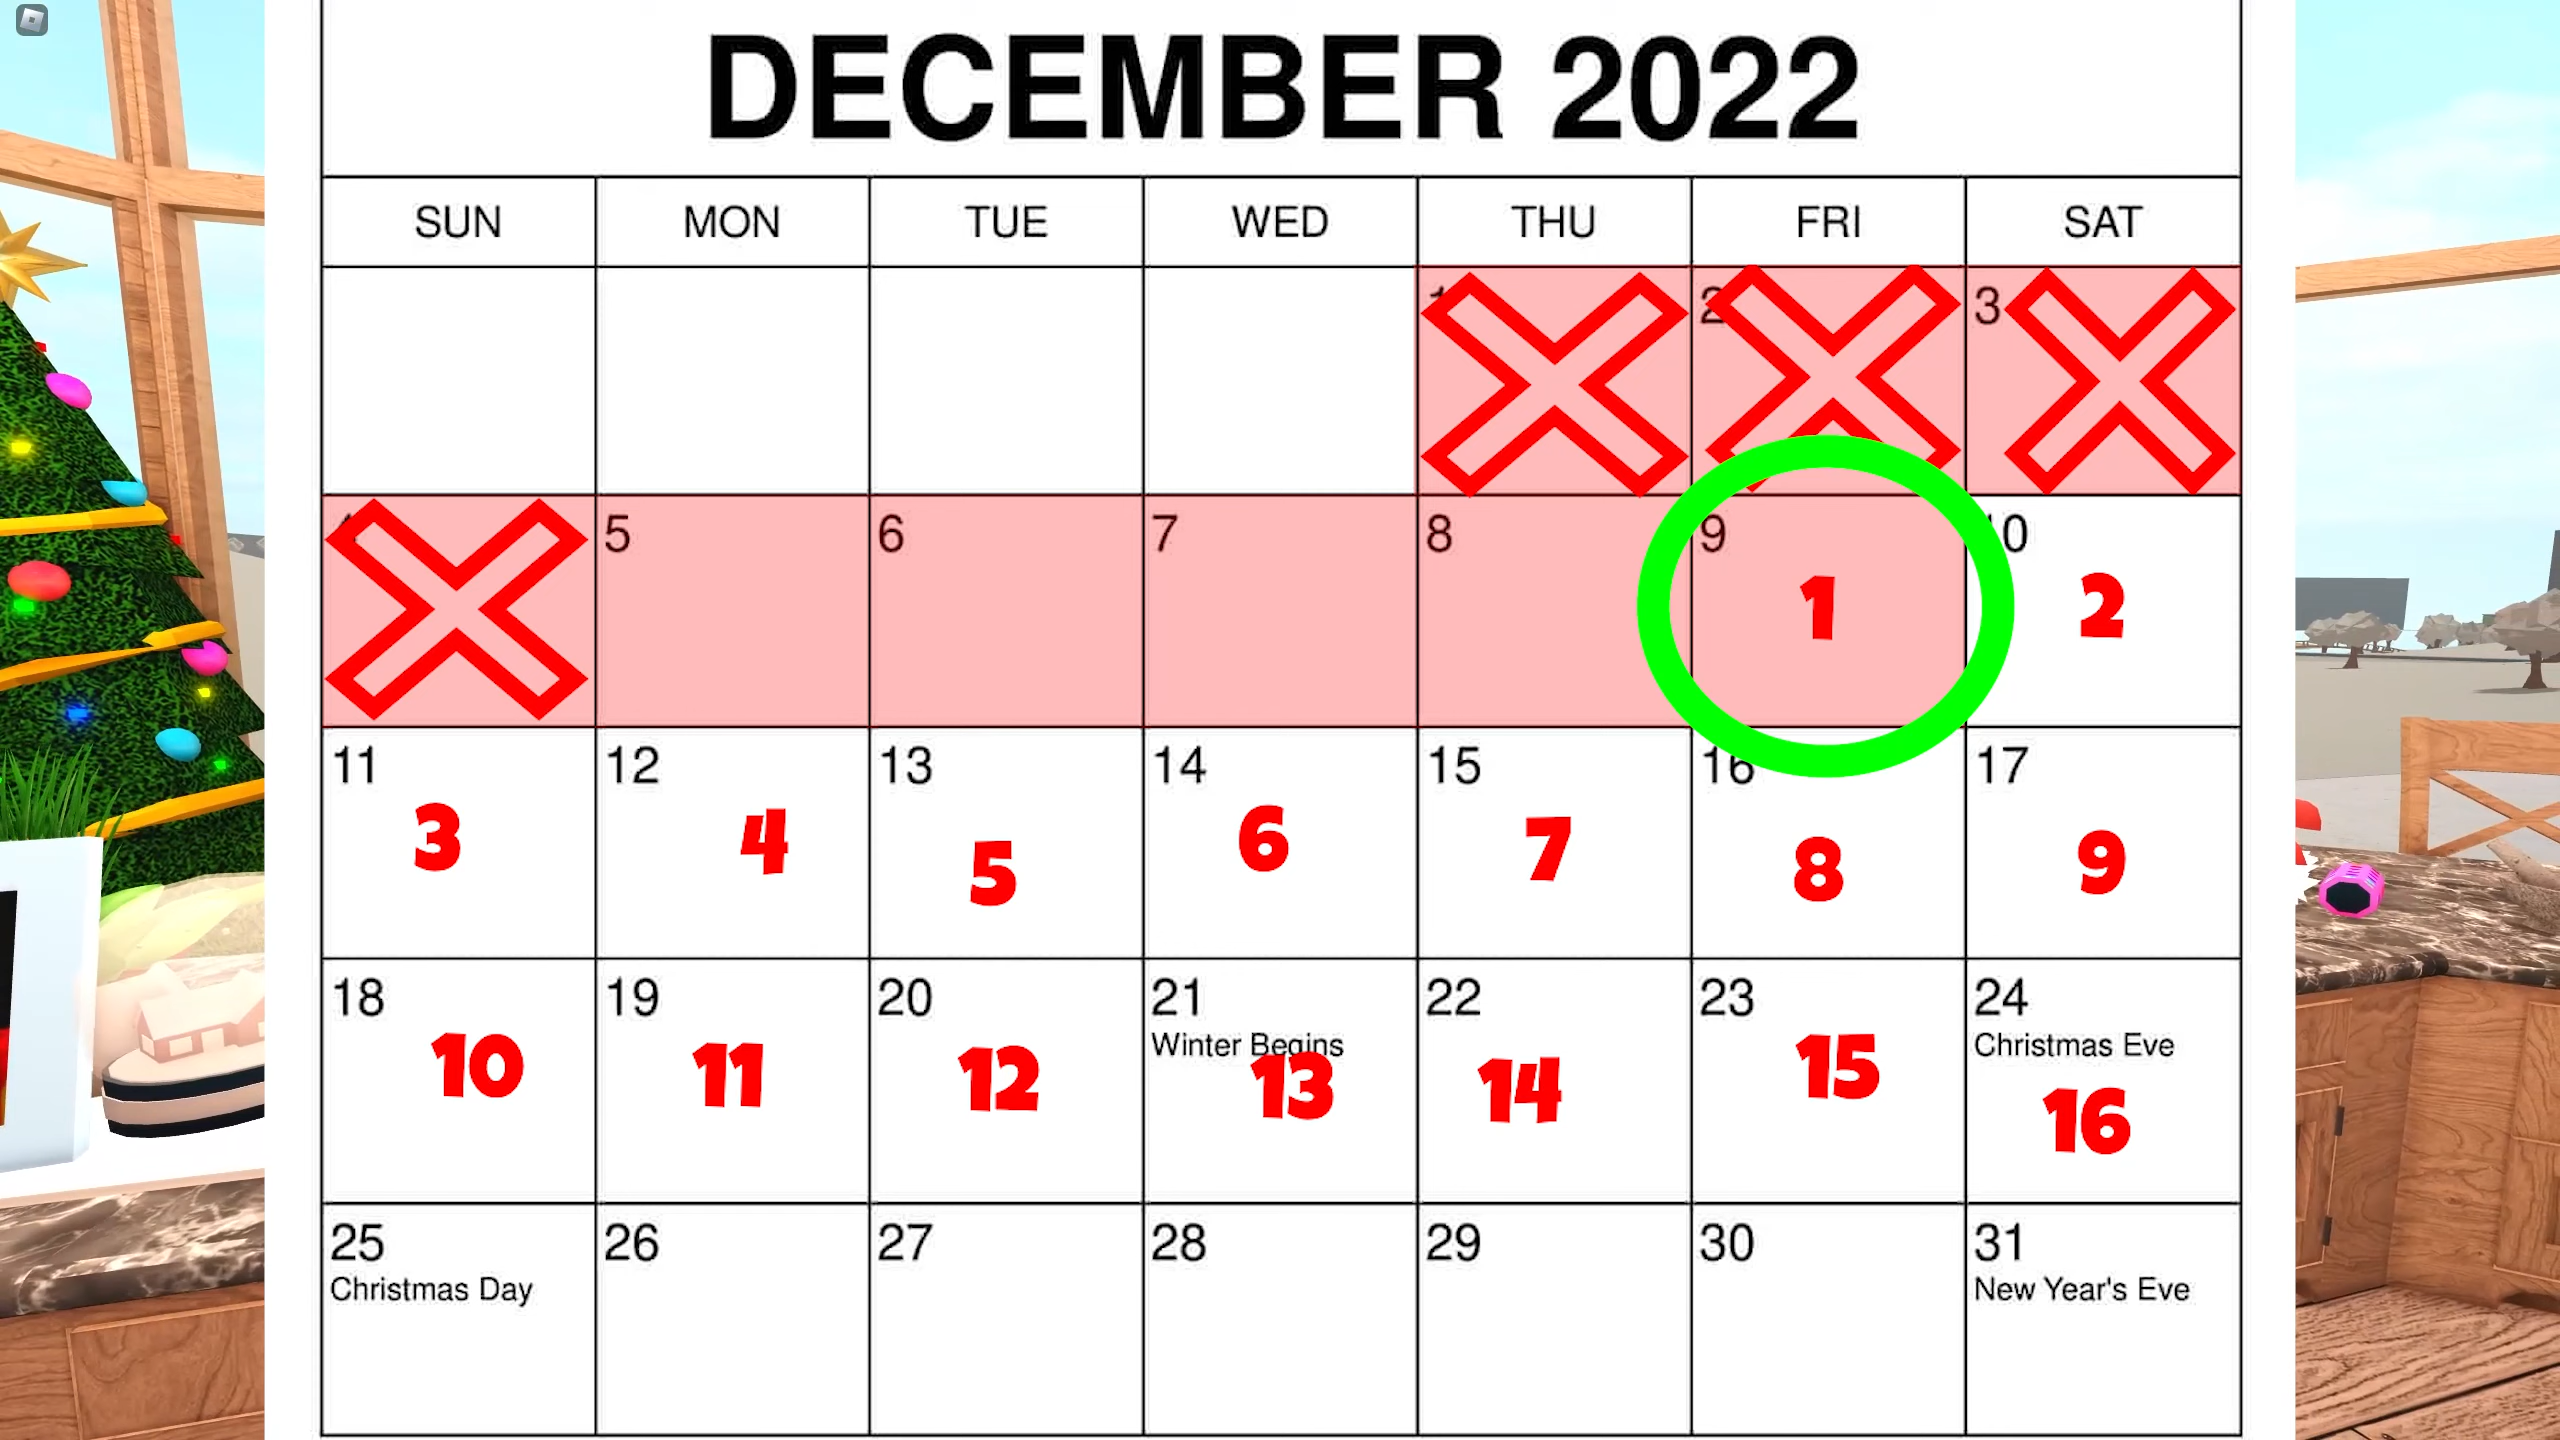 DECEMBER 2022
SUN MON TUE WED THU FRI SAT
2 3
5 6 7 8 9 10
1 2
11 12 13 14 15 16 17
3 4 5 6 7 8 9
18 19 20 21 22 23 24
Winter Begins Christmas Eve
10 11 12 13 14 15 16
25 26 27 28 29 30 31
Christmas Day New Year's Eve